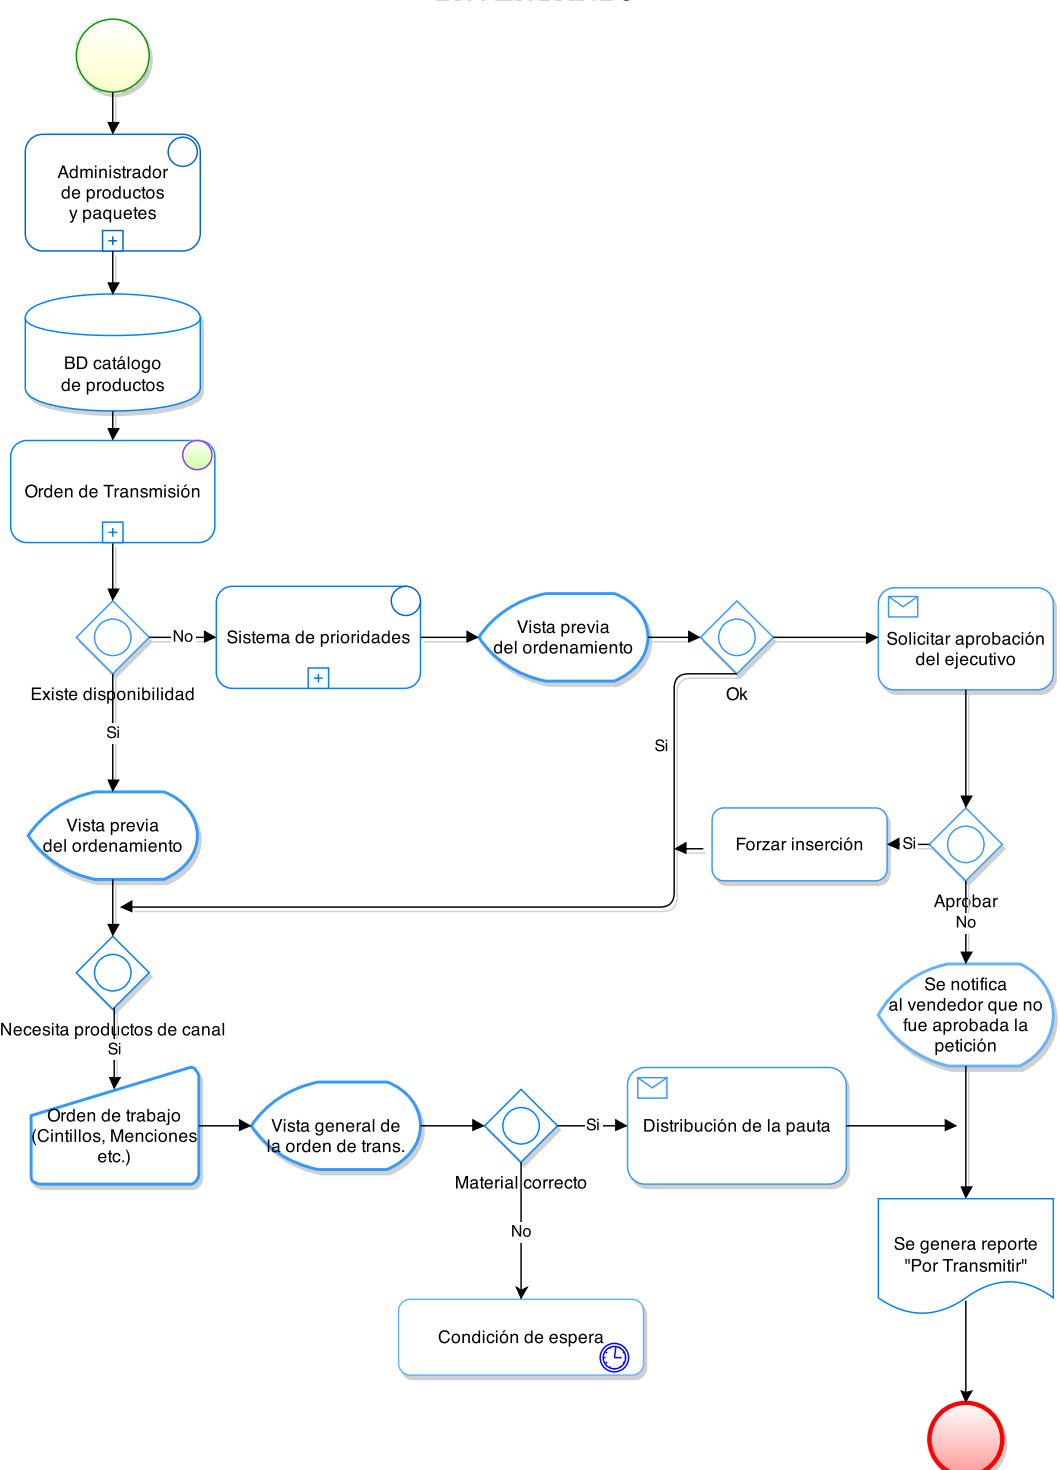 Administrador
de productos
y paquetes
BD catálogo
de productos
Orden de Transmisión
No
Sistema de prioridades
Vista previa
del ordenamiento
Solicitar aprobación
del ejecutivo
Existe disponibilidad
Ok
Si
Si
Vista previa
del ordenamiento
Forzar inserción
Si
Aprobar
No
Se notifica
al vendedor que no
fue aprobada la
petición
Necesita productos de canal
Si
Orden de trabajo
(Cintillos, Menciones
etc.)
Vista general de
la orden de trans.
Si
Distribución de la pauta
Material correcto
No
Se genera reporte
"Por Transmitir"
Condición de espera